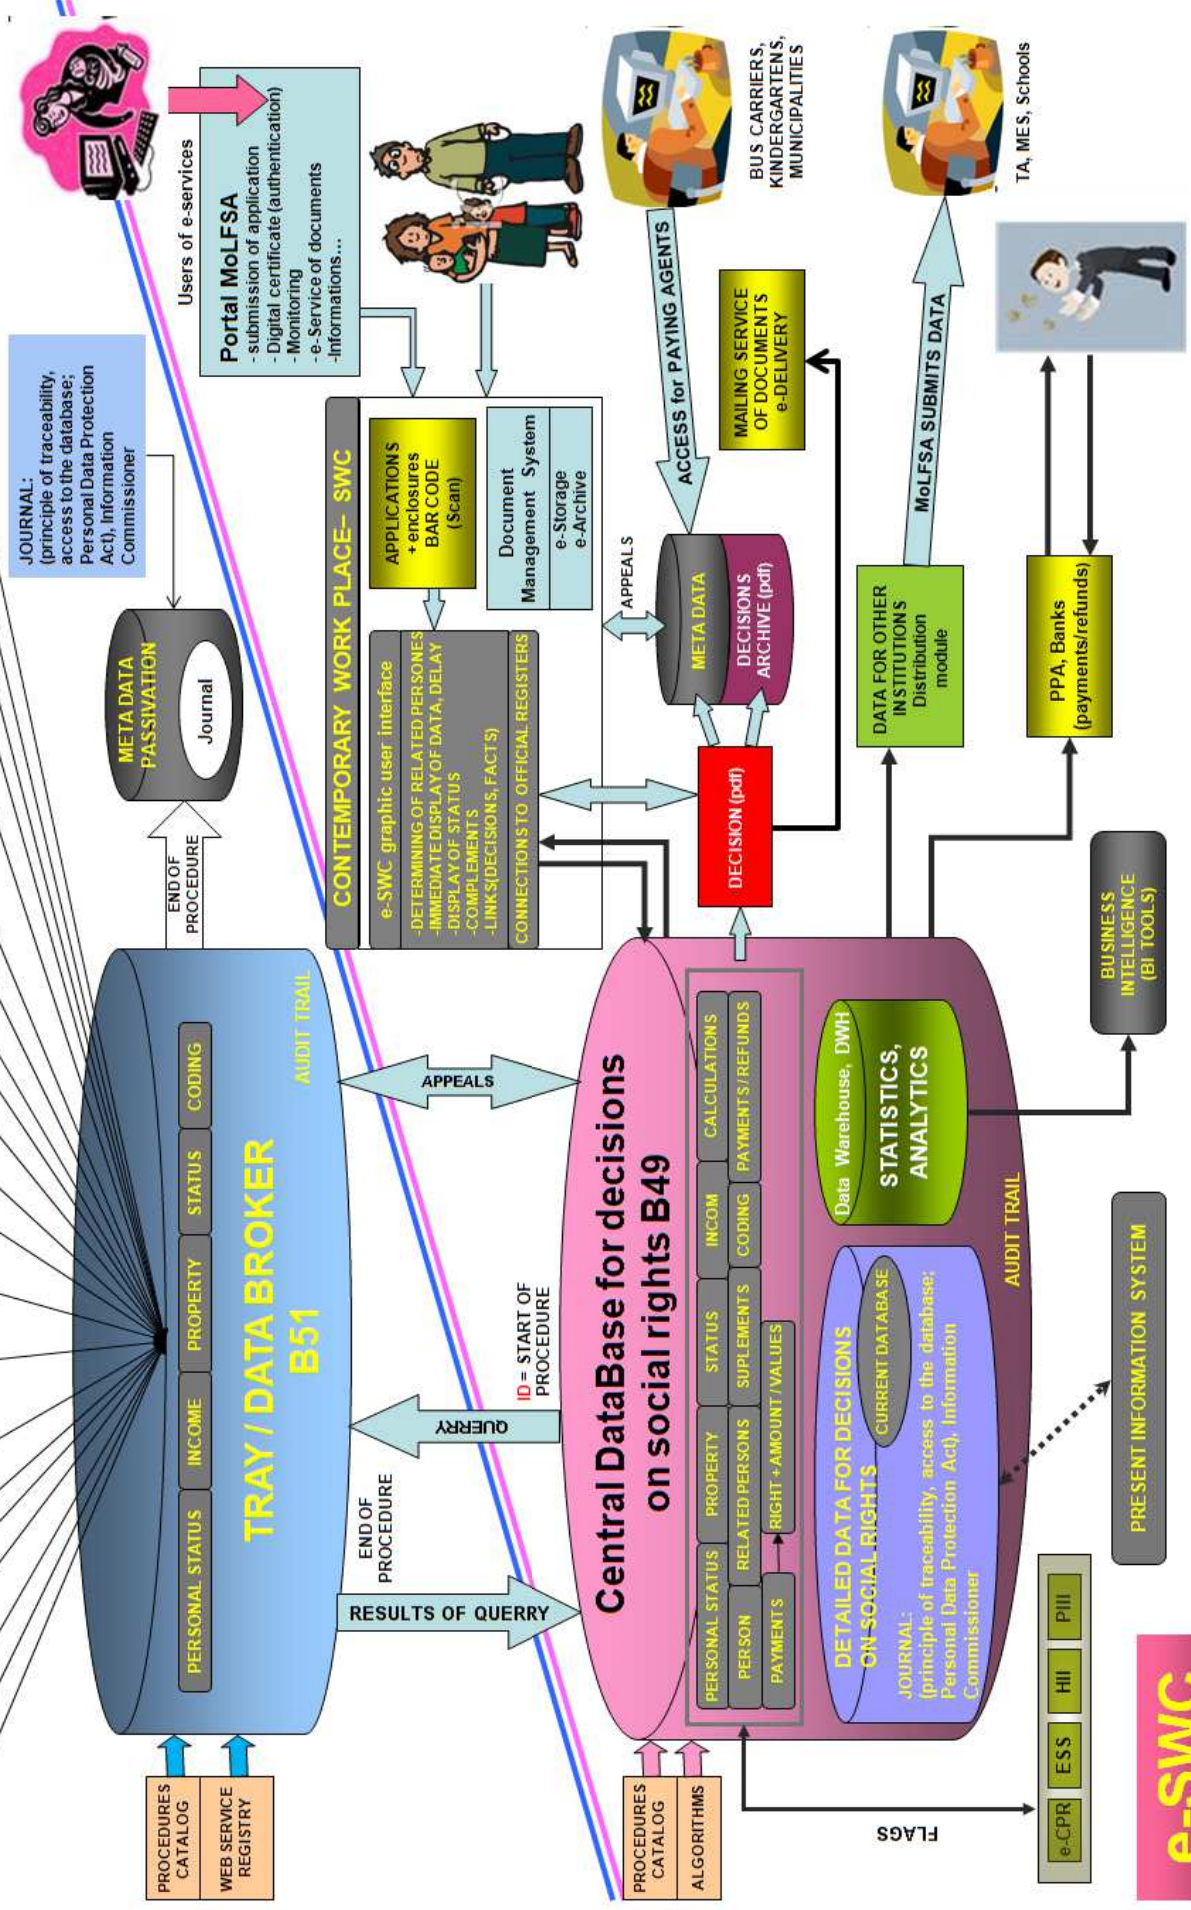 PROCEDURES
CATALOG
WEB SERVICE
REGISTRY
PERSONAL STATUS
INCOME
PROPERTY
STATUS
CODING
TRAY / DATA BROKER
B51
AUDIT TRAIL
END OF
PROCEDURE
META DATA
PASSIVATION
Journal
JOURNAL:
(principle of traceability,
access to the database;
Personal Data Protection
Act), Information
Commissioner
Users of e-services
Portal MoLFSA
- submission of application
- Digital certificate (authentication)
- Monitoring
- e-Service of documents
-Informations...
CONTEMPORARY WORK PLACE– SWC
e-SWC graphic user interface
-DETERMINING OF RELATED PERSONES
-IMMEDIATE DISPLAY OF DATA, DELAY
-DISPLAY OF STATUS
-COMPLEMENTS
-LINKS(DECISIONS, FACTS)
CONNECTIONS TO OFFICIAL REGISTERS
APPLICATIONS
+ enclosures
BAR CODE
(Scan)
Document
Management System
e-Storage
e-Archive
END OF
PROCEDURE
RESULTS OF QUERRY
QUERRY
ID = START OF
PROCEDURE
APPEALS
APPEALS
PROCEDURES
CATALOG
ALGORITHMS
Central DataBase for decisions
on social rights B49
PERSONAL STATUS
PROPERTY
STATUS
INCOM
CALCULATIONS
PERSON
RELATED PERSONS
SUPLEMENTS
CODING
PAYMENTS / REFUNDS
PAYMENTS
RIGHT + AMOUNT / VALUES
DETAILED DATA FOR DECISIONS
ON SOCIAL RIGHTS
CURRENT DATABASE
JOURNAL:
(principle of traceability, access to the database;
Personal Data Protection Act), Information
Commissioner
Data Warehouse, DWH
STATISTICS,
ANALYTICS
AUDIT TRAIL
DECISION (pdf)
META DATA
DECISIONS
ARCHIVE (pdf)
ACCESS for PAYING AGENTS
BUS CARRIERS,
KINDERGARTENS,
MUNICIPALITIES
MAILING SERVICE
OF DOCUMENTS
e-DELIVERY
DATA FOR OTHER
INSTITUTIONS
Distribution
module
MoLFSA SUBMITS DATA
TA, MES, Schools
PPA, Banks
(payments/refunds)
BUSINESS
INTELLIGENCE
(BI TOOLS)
PRESENT INFORMATION SYSTEM
FLAGS
e-CPR
ESS
HII
PIII
e-SWC